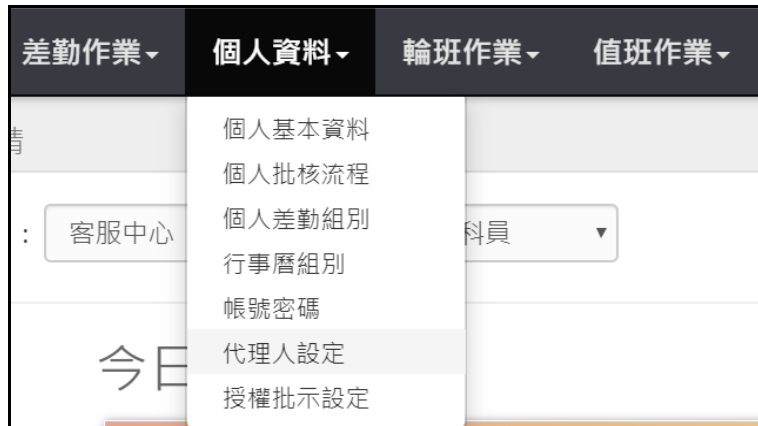 差勤作業 個人資料 輪班作業 值班作業
個人基本資料
個人批核流程
: 客服中心 個人差勤組別 科員
行事曆組別
帳號密碼
今日 代理人設定
授權批示設定